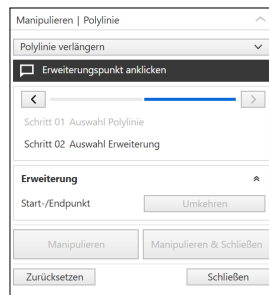 Manipulieren | Polylinie
Polylinie verlängern
Erweiterungspunkt anklicken
Schritt 01 Auswahl Polylinie
Schritt 02 Auswahl Erweiterung
Erweiterung
Start-/Endpunkt Umkehren
Manipulieren Manipulieren & Schließen
Zurücksetzen Schließen